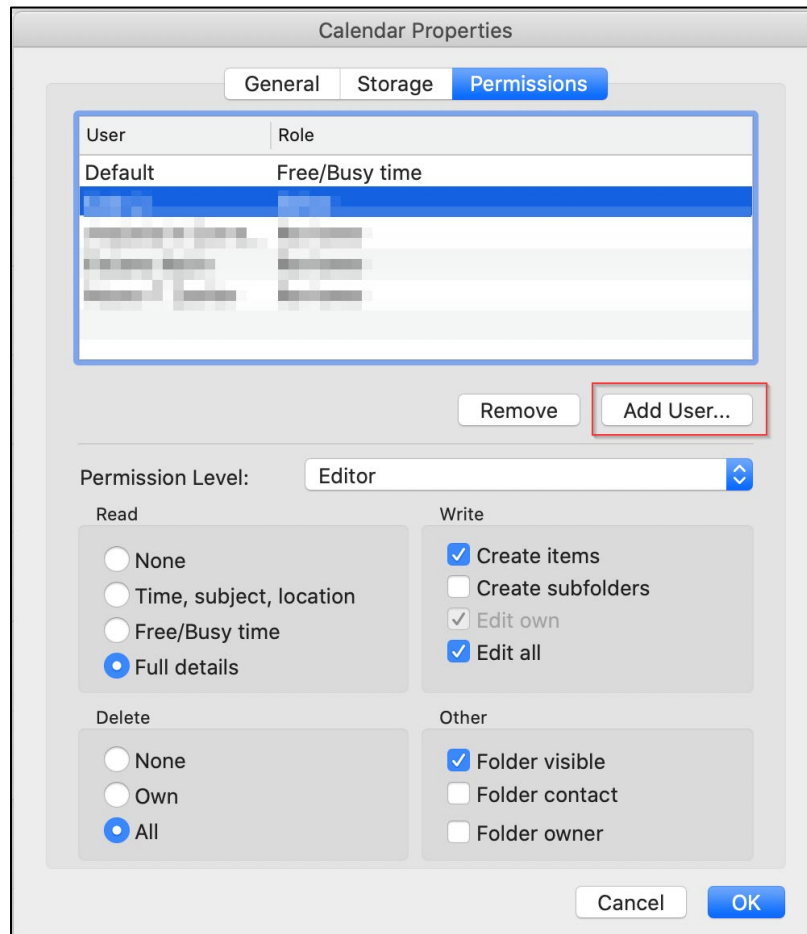 Calendar Properties
General Storage Permissions
User Role
Default Free/Busy time
Remove Add User...
Permission Level: Editor
Read Write
None Create items
Time, subject, location Create subfolders
Free/Busy time Edit own
Full details Edit all
Delete Other
None Folder visible
Own Folder contact
All Folder owner
Cancel OK